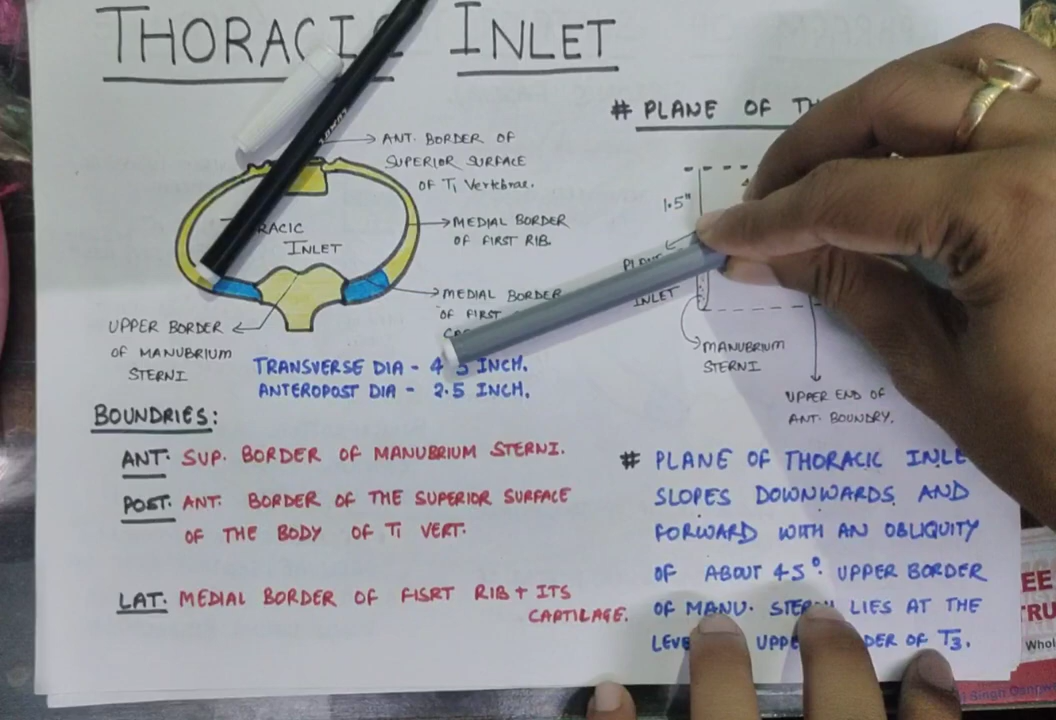 THORACIC INLET
ANT. BORDER OF
SUPERIOR SURFACE
OF T1 Vertebrae.
MEDIAL BORDER
OF FIRST RIB
INLET
MEDIAL BORDER
OF FIRST
UPPER BORDER
OF MANUBRIUM
STERNI
TRANSVERSE DIA - 4 5 INCH.
ANTEROPOST DIA - 2.5 INCH.
BOUNDRIES:
ANT. SUP. BORDER OF MANUBRIUM STERNI.
POST. ANT. BORDER OF THE SUPERIOR SURFACE
OF THE BODY OF T1 VERT.
LAT. MEDIAL BORDER OF FISRT RIB + ITS
CARTILAGE.
# PLANE OF
1.5"
INLET
MANUBRIUM
STERNI
UPPER END OF
ANT. BOUNDRY.
# PLANE OF THORACIC
SLOPES DOWNWARDS AND
FORWARD WITH AN OBLIQUITY
OF ABOUT 45°. UPPER BORDER
OF MANU. LIES AT THE
OF T3.